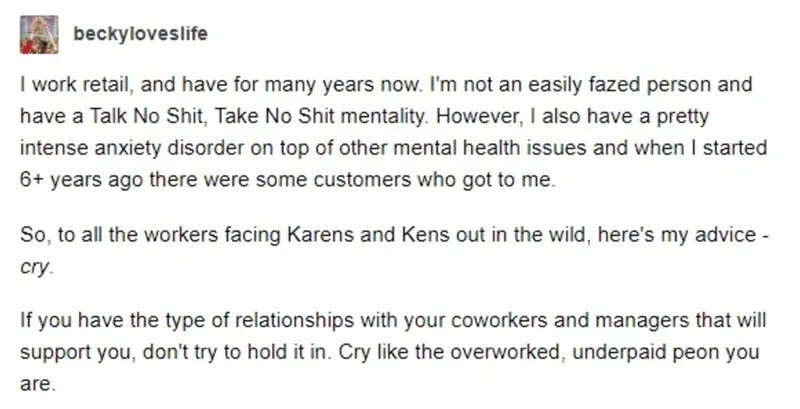 beckyloveslife
I work retail, and have for many years now. I'm not an easily fazed person and
have a Talk No Shit, Take No Shit mentality. However, I also have a pretty
intense anxiety disorder on top of other mental health issues and when I started
6+ years ago there were some customers who got to me.
So, to all the workers facing Karens and Kens out in the wild, here's my advice -
cry.
If you have the type of relationships with your coworkers and managers that will
support you, don't try to hold it in. Cry like the overworked, underpaid peon you
are.